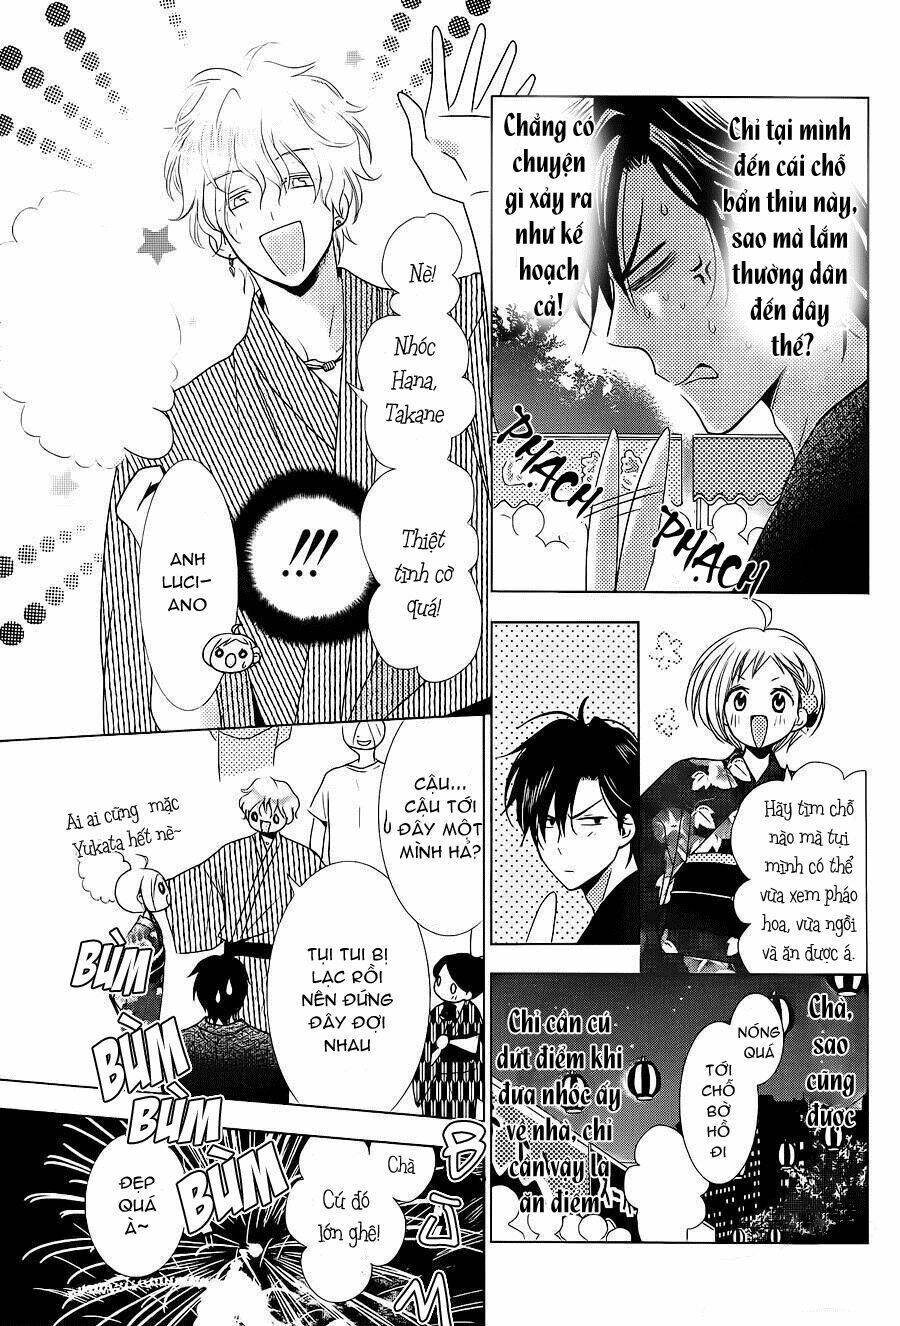 Chỉ tại mình
đến cái chỗ
bẩn thỉu này,
sao mà lắm
thường dân
đến đây
thế?
Chẳng có
chuyện
gì xảy ra
như kế
hoạch
cả!
PHẠCH
PHẠCH
Hãy tìm chỗ
nào mà tụi
mình có thể
vừa xem pháo
hoa, vừa ngồi
và ăn được á.
Chà,
sao
cũng
được
NÓNG
QUÁ
TỚI
CHỖ
BỜ
HỒ
ĐI
Chỉ cần cú
dứt điểm khi
đưa nhóc ấy
về nhà, chỉ
cần vậy là
ăn điểm
Nè!
Nhóc
Hana,
Takane
Thiệt
tình cờ
quá!
!!!
ANH
LUCI-
ANO
CẬU...
CẬU TỚI
ĐÂY MỘT
MÌNH HẢ?
Ai ai cũng mặc
Yukata hết nè~
TỤI TUI BỊ
LẠC RỒI
NÊN ĐỨNG
ĐÂY ĐỢI
NHAU
BÙM
BÙM
BÙM
BÙM
BÙM
Chà
Cú đó
lớn ghê!
ĐẸP
QUÁ
À~